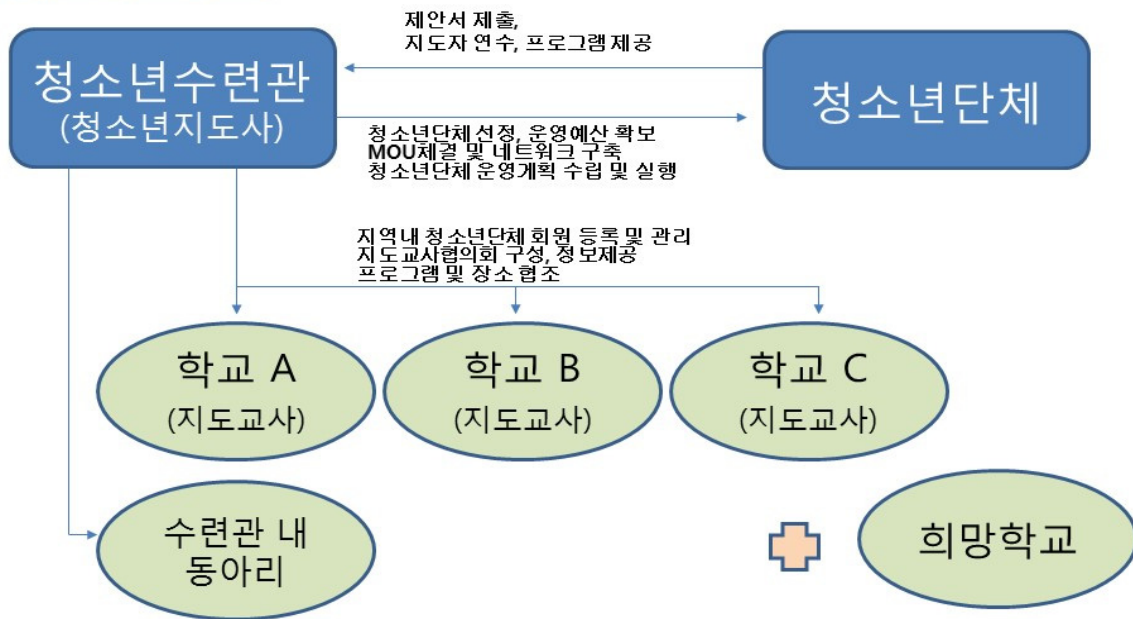 제안서 제출,
지도자 연수, 프로그램 제공
청소년수련관
(청소년지도사)
청소년단체
청소년단체 선정, 운영예산 확보
MOU체결 및 네트워크 구축
청소년단체 운영계획 수립 및 실행
지역내 청소년단체 회원 등록 및 관리
지도교사협의회 구성, 정보제공
프로그램 및 장소 협조
학교 A
(지도교사)
학교 B
(지도교사)
학교 C
(지도교사)
수련관 내
동아리
희망학교